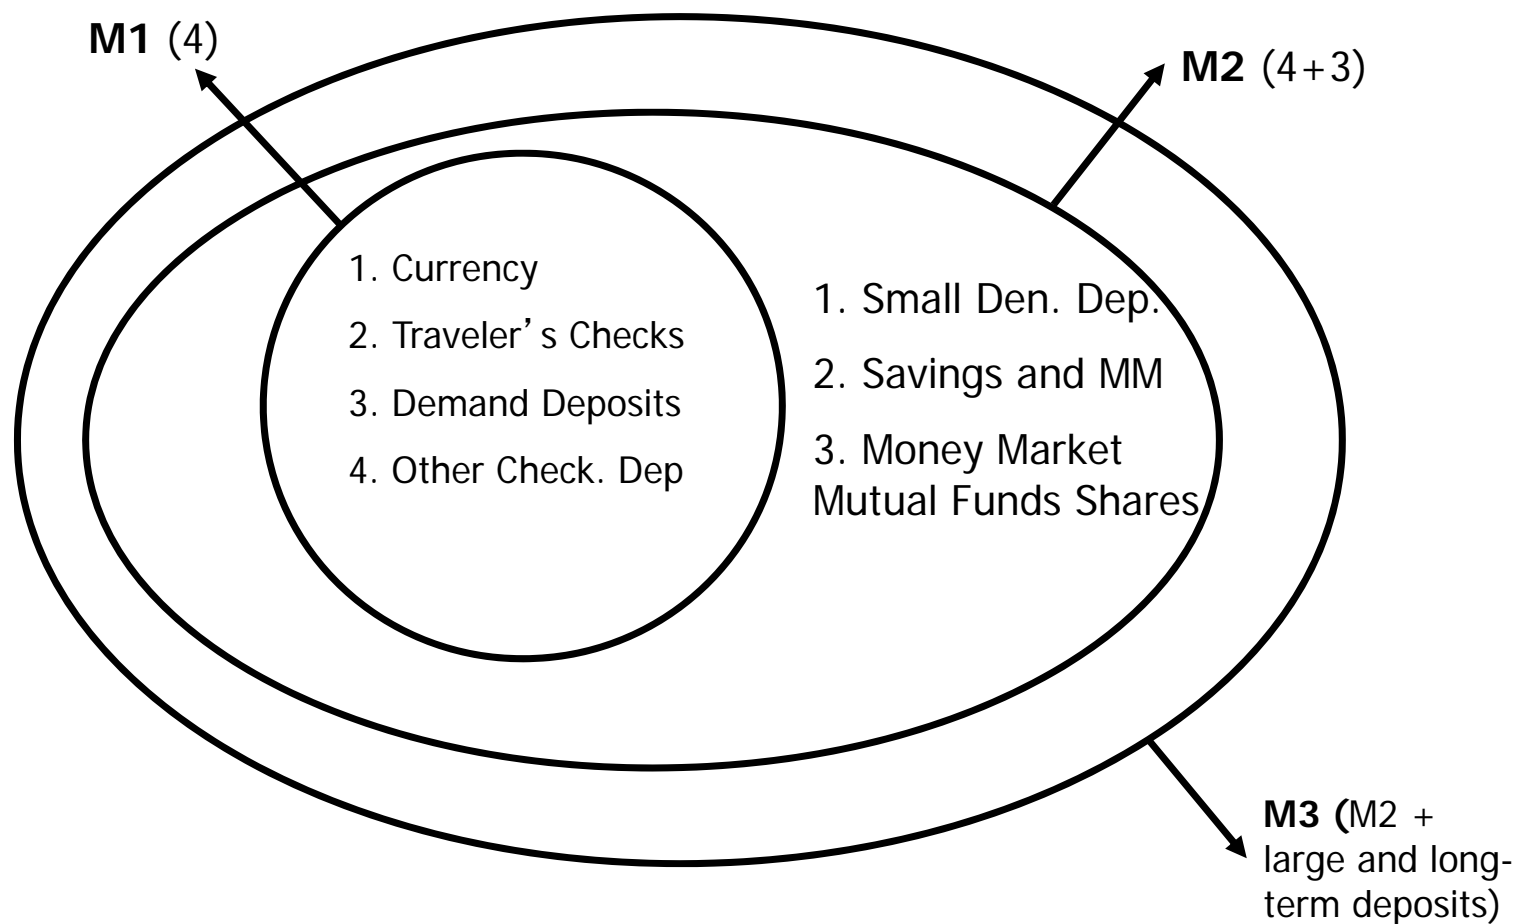 M1 (4)
M2 (4+3)
1. Currency
2. Traveler’s Checks
3. Demand Deposits
4. Other Check. Dep
1. Small Den. Dep.
2. Savings and MM
3. Money Market
Mutual Funds Shares
M3 (M2 +
large and long-
term deposits)